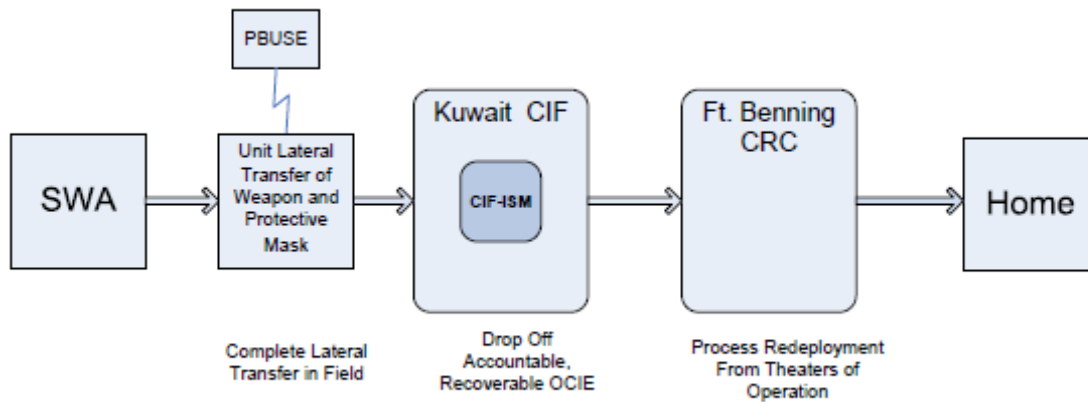 PBUSE
SWA
Unit Lateral
Transfer of
Weapon and
Protective
Mask
Kuwait CIF
CIF-ISM
Ft. Benning
CRC
Home
Complete Lateral
Transfer in Field
Drop Off
Accountable,
Recoverable OCIE
Process Redeployment
From Theaters of
Operation